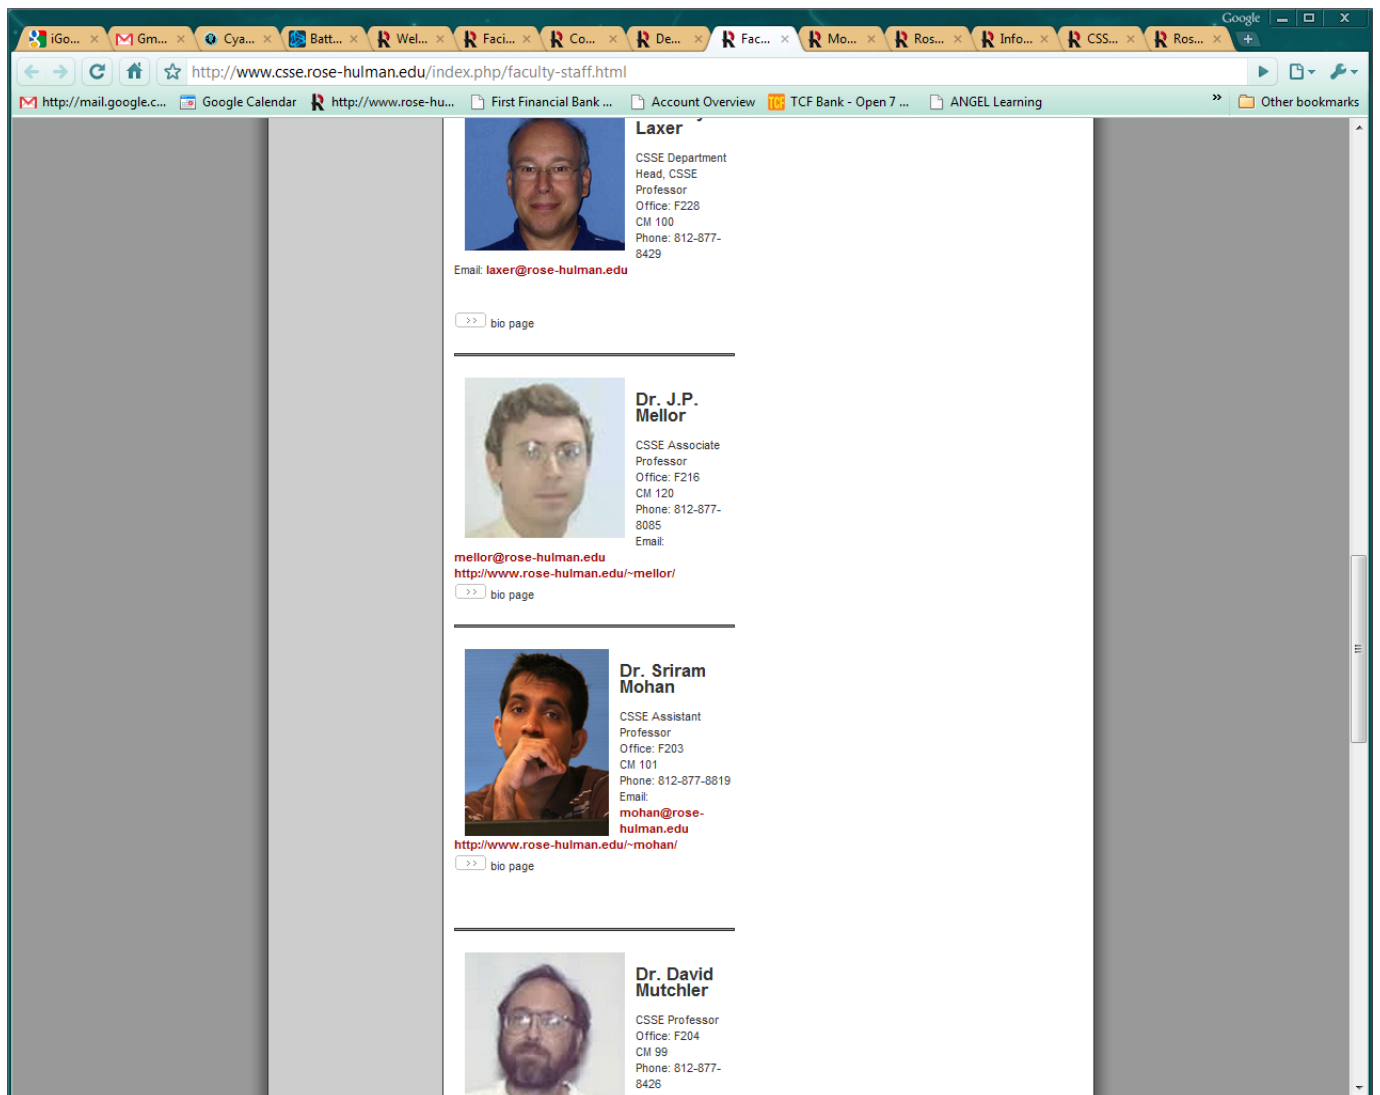 Google
iGo...
Gm...
Cya...
Batt...
Wel...
Faci...
Co...
De...
Fac...
Mo...
Ros...
Info...
CSS...
Ros...
http://www.csse.rose-hulman.edu/index.php/faculty-staff.html
http://mail.google.c...
Google Calendar
http://www.rose-hu...
First Financial Bank ...
Account Overview
TCF
TCF Bank - Open 7 ...
ANGEL Learning
»
Other bookmarks
Laxer
CSSE Department
Head, CSSE
Professor
Office: F228
CM 100
Phone: 812-877-
8429
Email: laxer@rose-hulman.edu
>> bio page
Dr. J.P.
Mellor
CSSE Associate
Professor
Office: F216
CM 120
Phone: 812-877-
8085
Email:
mellor@rose-hulman.edu
http://www.rose-hulman.edu/~mellor/
>> bio page
Dr. Sriram
Mohan
CSSE Assistant
Professor
Office: F203
CM 101
Phone: 812-877-8819
Email:
mohan@rose-
hulman.edu
http://www.rose-hulman.edu/~mohan/
>> bio page
Dr. David
Mutchler
CSSE Professor
Office: F204
CM 99
Phone: 812-877-
8426